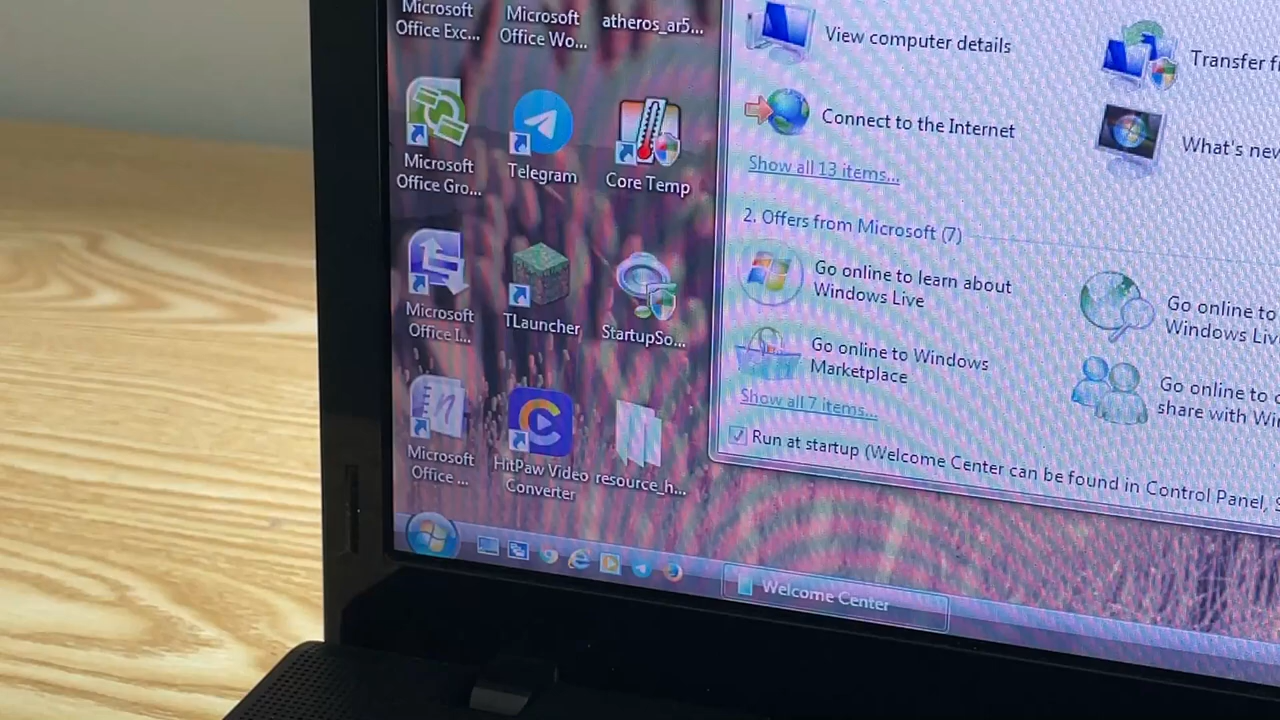 Microsoft
Office Exc...
Microsoft
Office Wo...
atheros_ar5...
Microsoft
Office Gro...
Telegram
Core Temp
Microsoft
Office I...
TLauncher
StartupSo...
Microsoft
Office ...
HitPaw Video
Converter
resource_h...
View computer details
Transfer f
Connect to the Internet
What's new
Show all 13 items...
2. Offers from Microsoft (7)
Go online to learn about
Windows Live
Go online to
Windows Liv
Go online to Windows
Marketplace
Go online to c
share with Win
Show all 7 items...
Run at startup (Welcome Center can be found in Control Panel,
Welcome Center